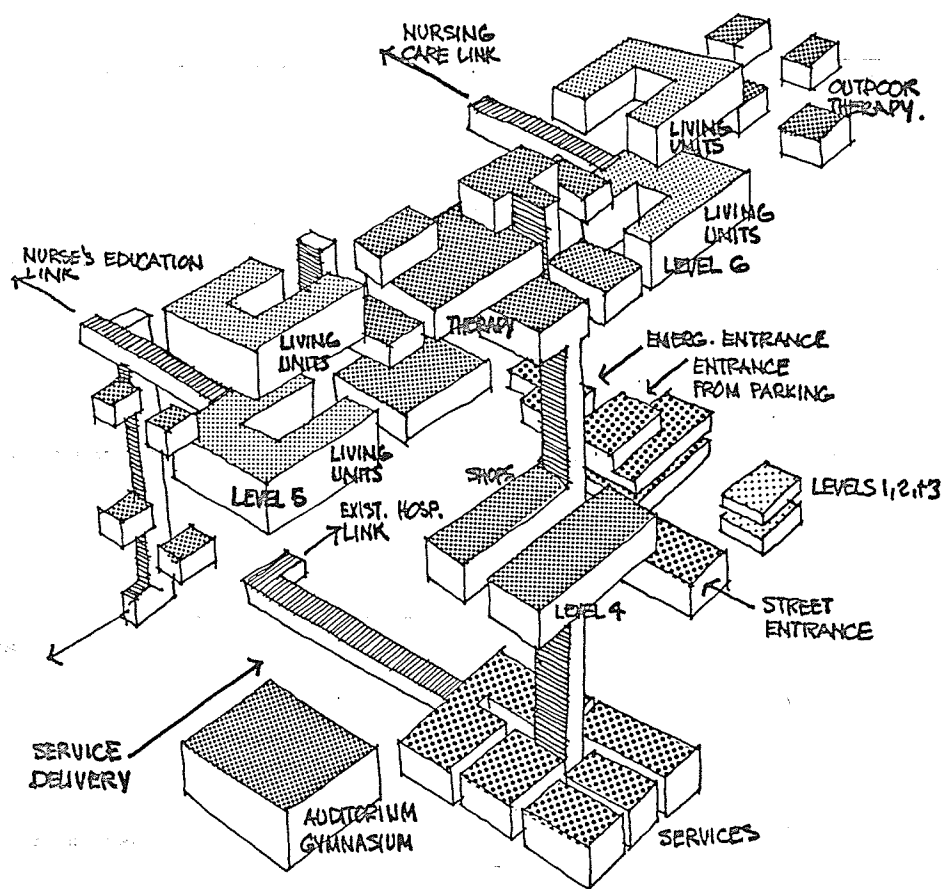 NURSING
CARE LINK
OUTDOOR
THERAPY.
LIVING
UNITS
LIVING
UNITS
LEVEL 6
NURSE'S EDUCATION
LINK
LIVING
UNITS
THERAPY
EMERG. ENTRANCE
ENTRANCE
FROM PARKING
LIVING
UNITS
LEVEL 5
SHOPS
LEVELS 1,2,+3
EXIST. HOSP.
LINK
LEVEL 4
STREET
ENTRANCE
SERVICE
DELIVERY
AUDITORIUM
GYMNASIUM
SERVICES